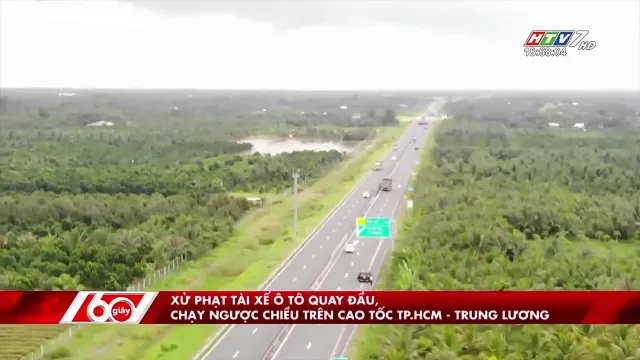 HTV7 HD
18:58:04
60 giây
XỬ PHẠT TÀI XẾ Ô TÔ QUAY ĐẦU,
CHẠY NGƯỢC CHIỀU TRÊN CAO TỐC TP.HCM - TRUNG LƯƠNG